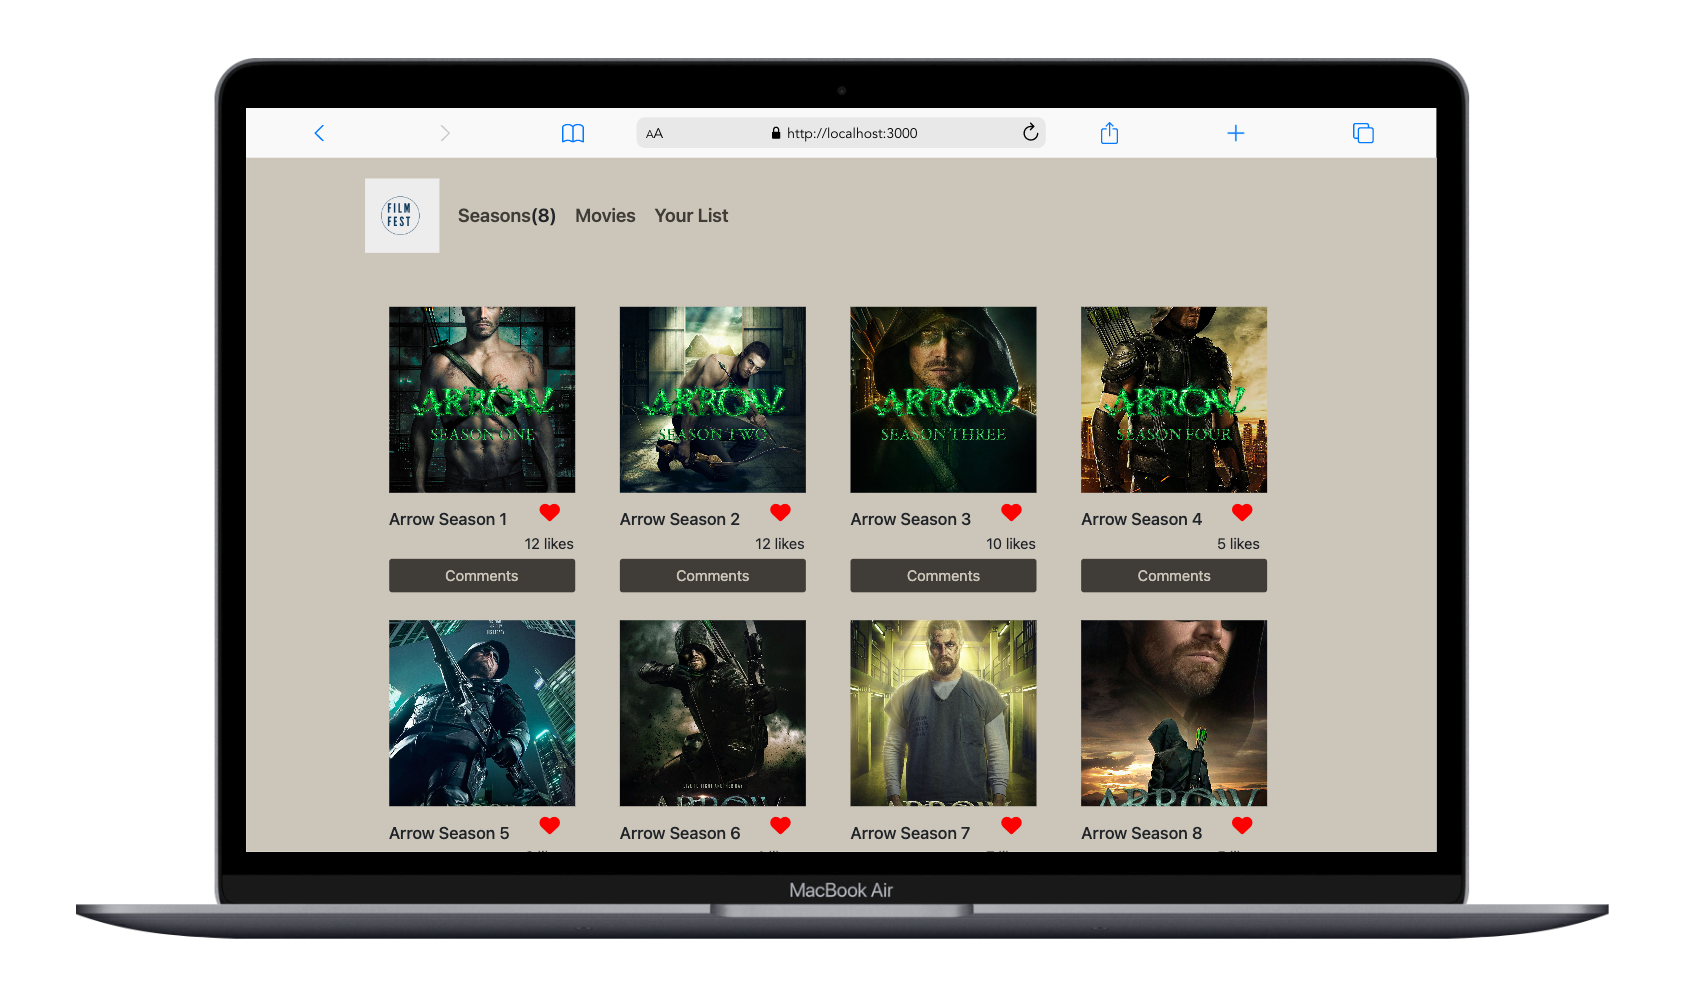 AA http://localhost:3000
FILM
FEST
Seasons(8) Movies Your List
ARROW ARROW ARROW ARROW
SEASON ONE SEASON TWO SEASON THREE SEASON FOUR
Arrow Season 1 Arrow Season 2 Arrow Season 3 Arrow Season 4
12 likes 12 likes 10 likes 5 likes
Comments Comments Comments Comments
ARROW ARROW ARROW
Arrow Season 5 Arrow Season 6 Arrow Season 7 Arrow Season 8
MacBook Air